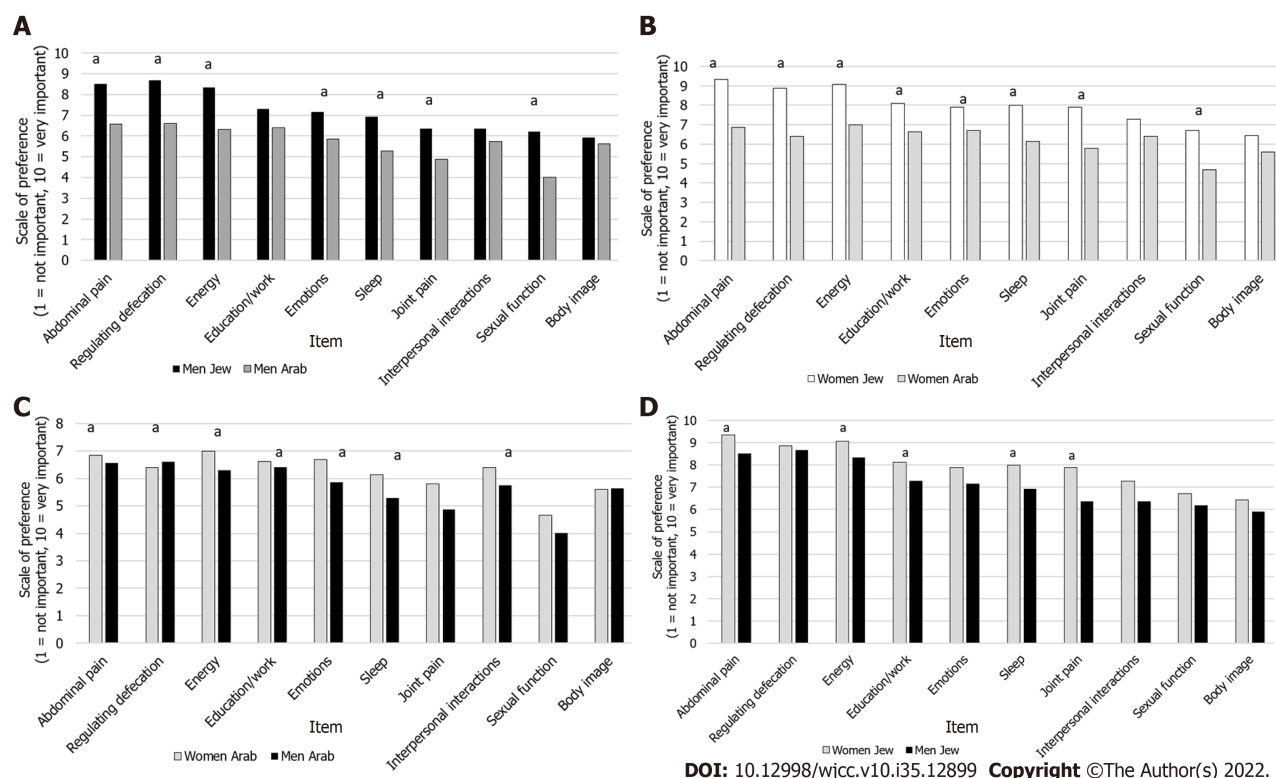 A
Scale of preference
(1 = not important, 10 = very important)
10
9
8
7
6
5
4
3
2
1
0
a
a
a
a
a
a
a
Abdominal pain
Regulating defecation
Energy
Education/work
Emotions
Sleep
Joint pain
Interpersonal interactions
Sexual function
Body image
Item
Men Jew
Men Arab
B
Scale of preference
(1 = not important, 10 = very important)
10
9
8
7
6
5
4
3
2
1
0
a
a
a
a
a
a
a
a
Abdominal pain
Regulating defecation
Energy
Education/work
Emotions
Sleep
Joint pain
Interpersonal interactions
Sexual function
Body image
Item
Women Jew
Women Arab
C
Scale of preference
(1 = not important, 10 = very important)
8
7
6
5
4
3
2
1
0
a
a
a
a
a
a
a
Abdominal pain
Regulating defecation
Energy
Education/work
Emotions
Sleep
Joint pain
Interpersonal interactions
Sexual function
Body image
Item
Women Arab
Men Arab
D
Scale of preference
(1 = not important, 10 = very important)
10
9
8
7
6
5
4
3
2
1
0
a
a
a
a
a
Abdominal pain
Regulating defecation
Energy
Education/work
Emotions
Sleep
Joint pain
Interpersonal interactions
Sexual function
Body image
Item
Women Jew
Men Jew
DOI: 10.12998/wjcc.v10.i35.12899 Copyright ©The Author(s) 2022.